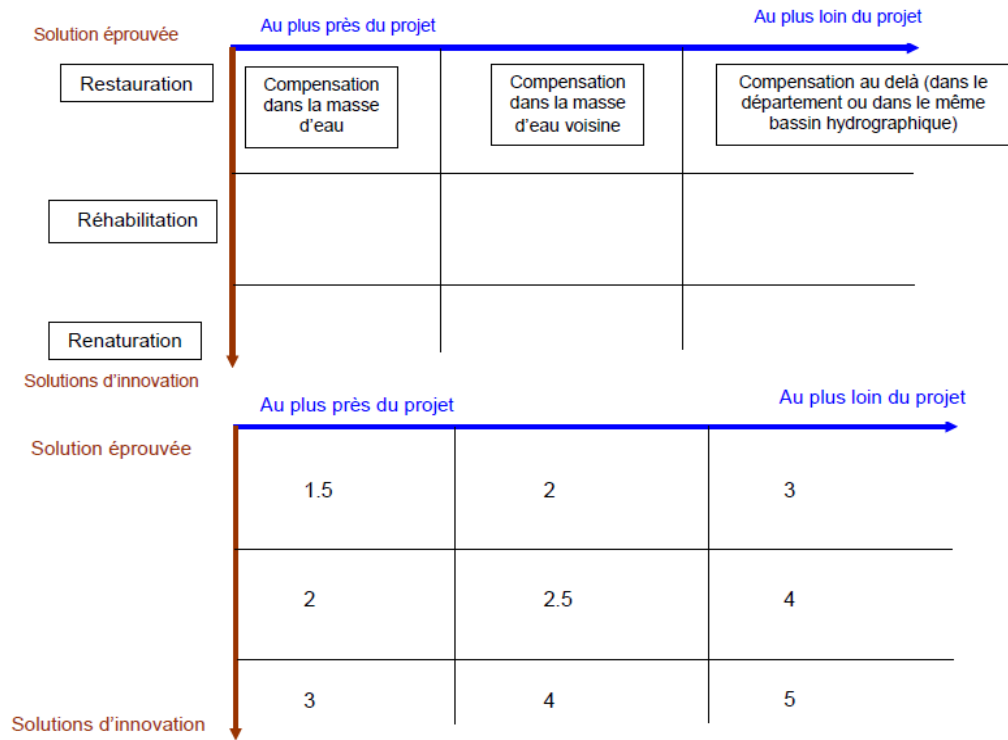 Au plus près du projet
Au plus loin du projet
Solution éprouvée
Restauration
Compensation
dans la masse
d'eau
Compensation
dans la masse
d'eau voisine
Compensation au delà (dans le
département ou dans le même
bassin hydrographique)
Réhabilitation
Renaturation
Solutions d'innovation
Au plus près du projet
Au plus loin du projet
Solution éprouvée
1.5
2
3
2
2.5
4
3
4
5
Solutions d'innovation